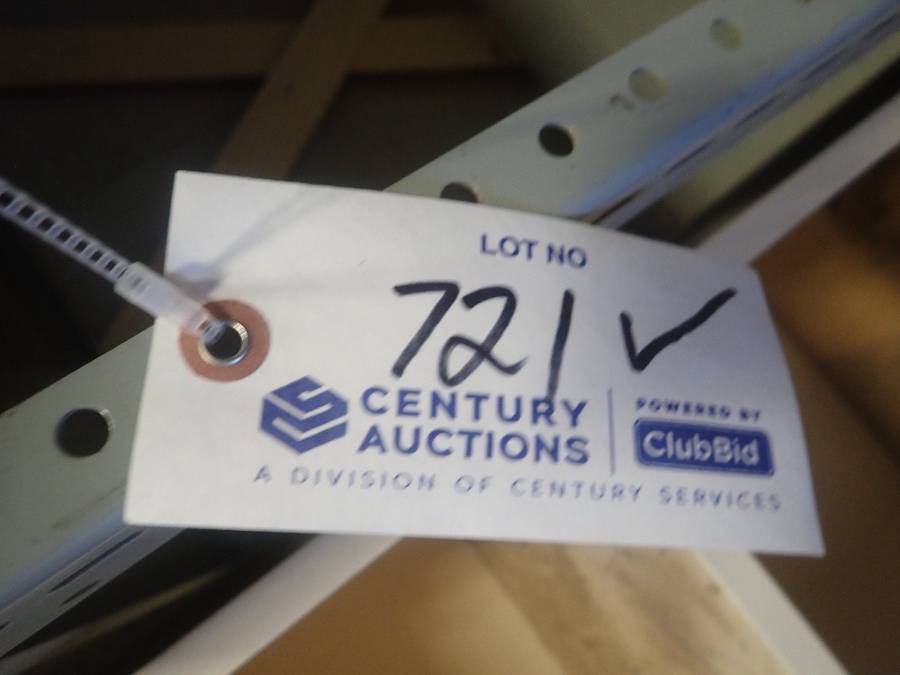 LOT NO
721 ✓
CENTURY
AUCTIONS
POWERED BY
ClubBid
A DIVISION OF CENTURY SERVICES